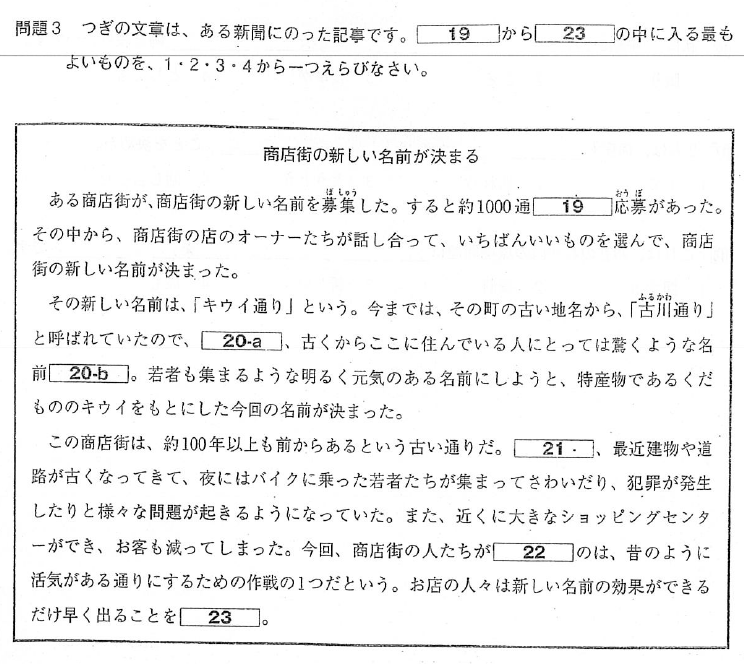 問題3　つぎの文章は、ある新聞にのった記事です。 19 から 23 の中に入る最も
よいものを、1・2・3・4から一つえらびなさい。
商店街の新しい名前が決まる
ある商店街が、商店街の新しい名前を募集した。すると約1000通 19 応募があった。
その中から、商店街の店のオーナーたちが話し合って、いちばんいいものを選んで、商店
街の新しい名前が決まった。
その新しい名前は、「キウイ通り」という。今までは、その町の古い地名から、「古川通り」
と呼ばれていたので、 20-a 、古くからここに住んでいる人にとっては驚くような名
前 20-b 。若者も集まるような明るく元気のある名前にしようと、特産物であるくだ
もののキウイをもとにした今回の名前が決まった。
この商店街は、約100年以上も前からあるという古い通りだ。 21 、最近建物や道
路が古くなってきて、夜にはバイクに乗った若者たちが集まってさわいだり、犯罪が発生
したりと様々な問題が起きるようになっていた。また、近くに大きなショッピングセンタ
ーができ、お客も減ってしまった。今回、商店街の人たちが 22 のは、昔のように
活気がある通りにするための作戦の1つだという。お店の人々は新しい名前の効果ができる
だけ早く出ることを 23 。